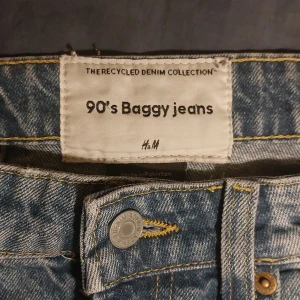 THE RECYCLED DENIM COLLECTION
90's Baggy jeans
H&M